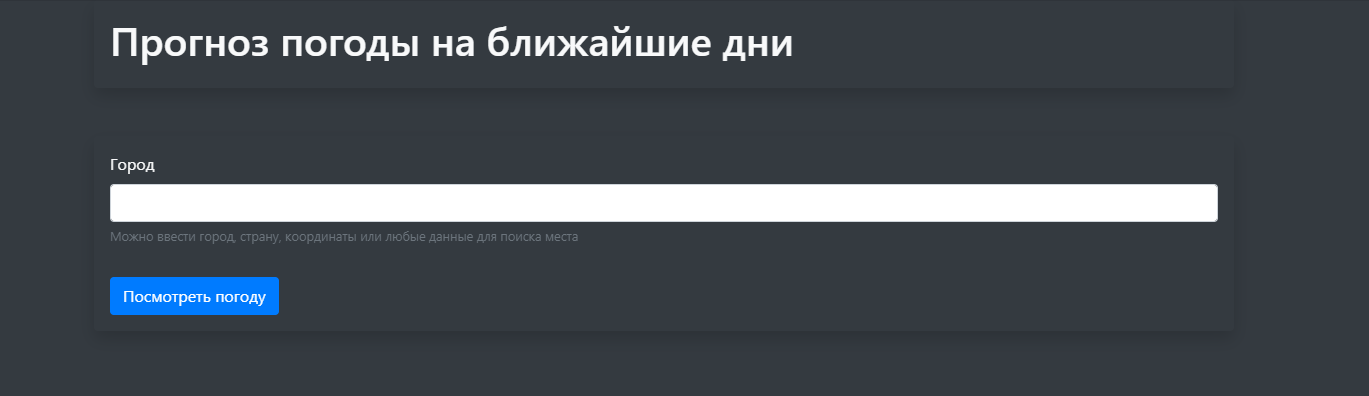 Прогноз погоды на ближайшие дни
Город
Можно ввести город, страну, координаты или любые данные для поиска места
Посмотреть погоду